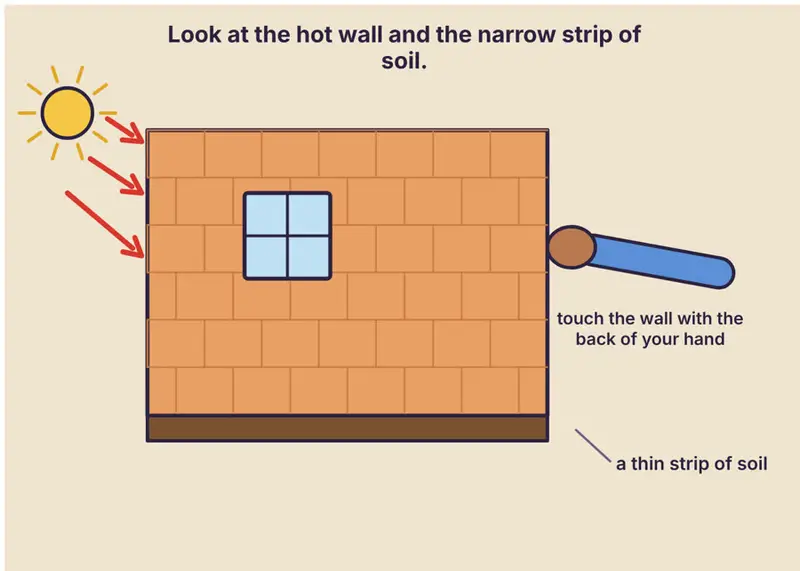 Look at the hot wall and the narrow strip of
soil.
touch the wall with the
back of your hand
a thin strip of soil